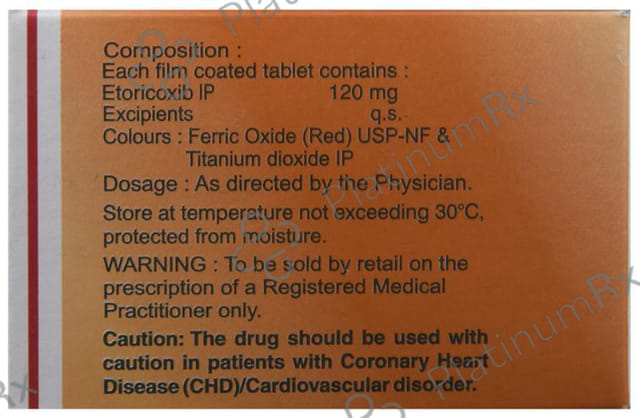 Composition :
Each film coated tablet contains :
Etoricoxib IP 120 mg
Excipients q.s.
Colours : Ferric Oxide (Red) USP-NF &
Titanium dioxide IP
Dosage : As directed by the Physician.
Store at temperature not exceeding 30°C,
protected from moisture.
WARNING : To be sold by retail on the
prescription of a Registered Medical
Practitioner only.
Caution: The drug should be used with
caution in patients with Coronary Heart
Disease (CHD)/Cardiovascular disorder.
PlatinumRx
PlatinumRx